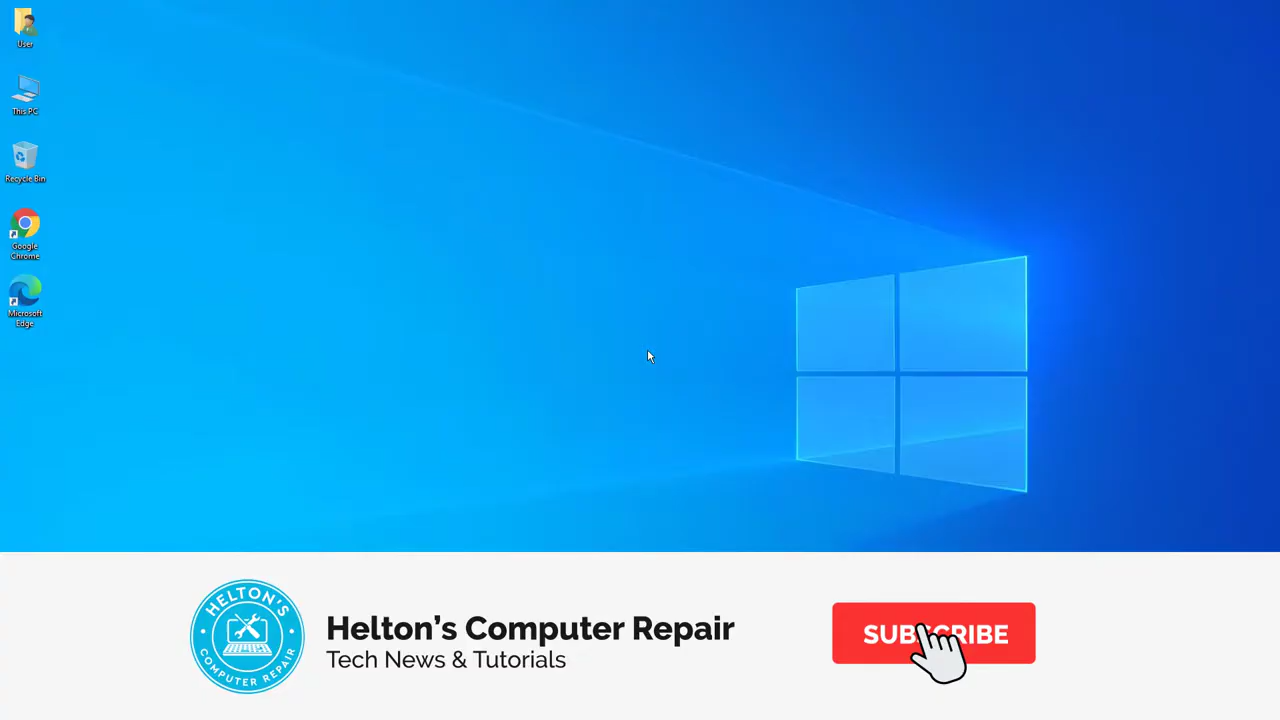 User
This PC
Recycle Bin
Google
Chrome
Microsoft
Edge
HELTON'S
COMPUTER REPAIR
Helton's Computer Repair
Tech News & Tutorials
SUBSCRIBE